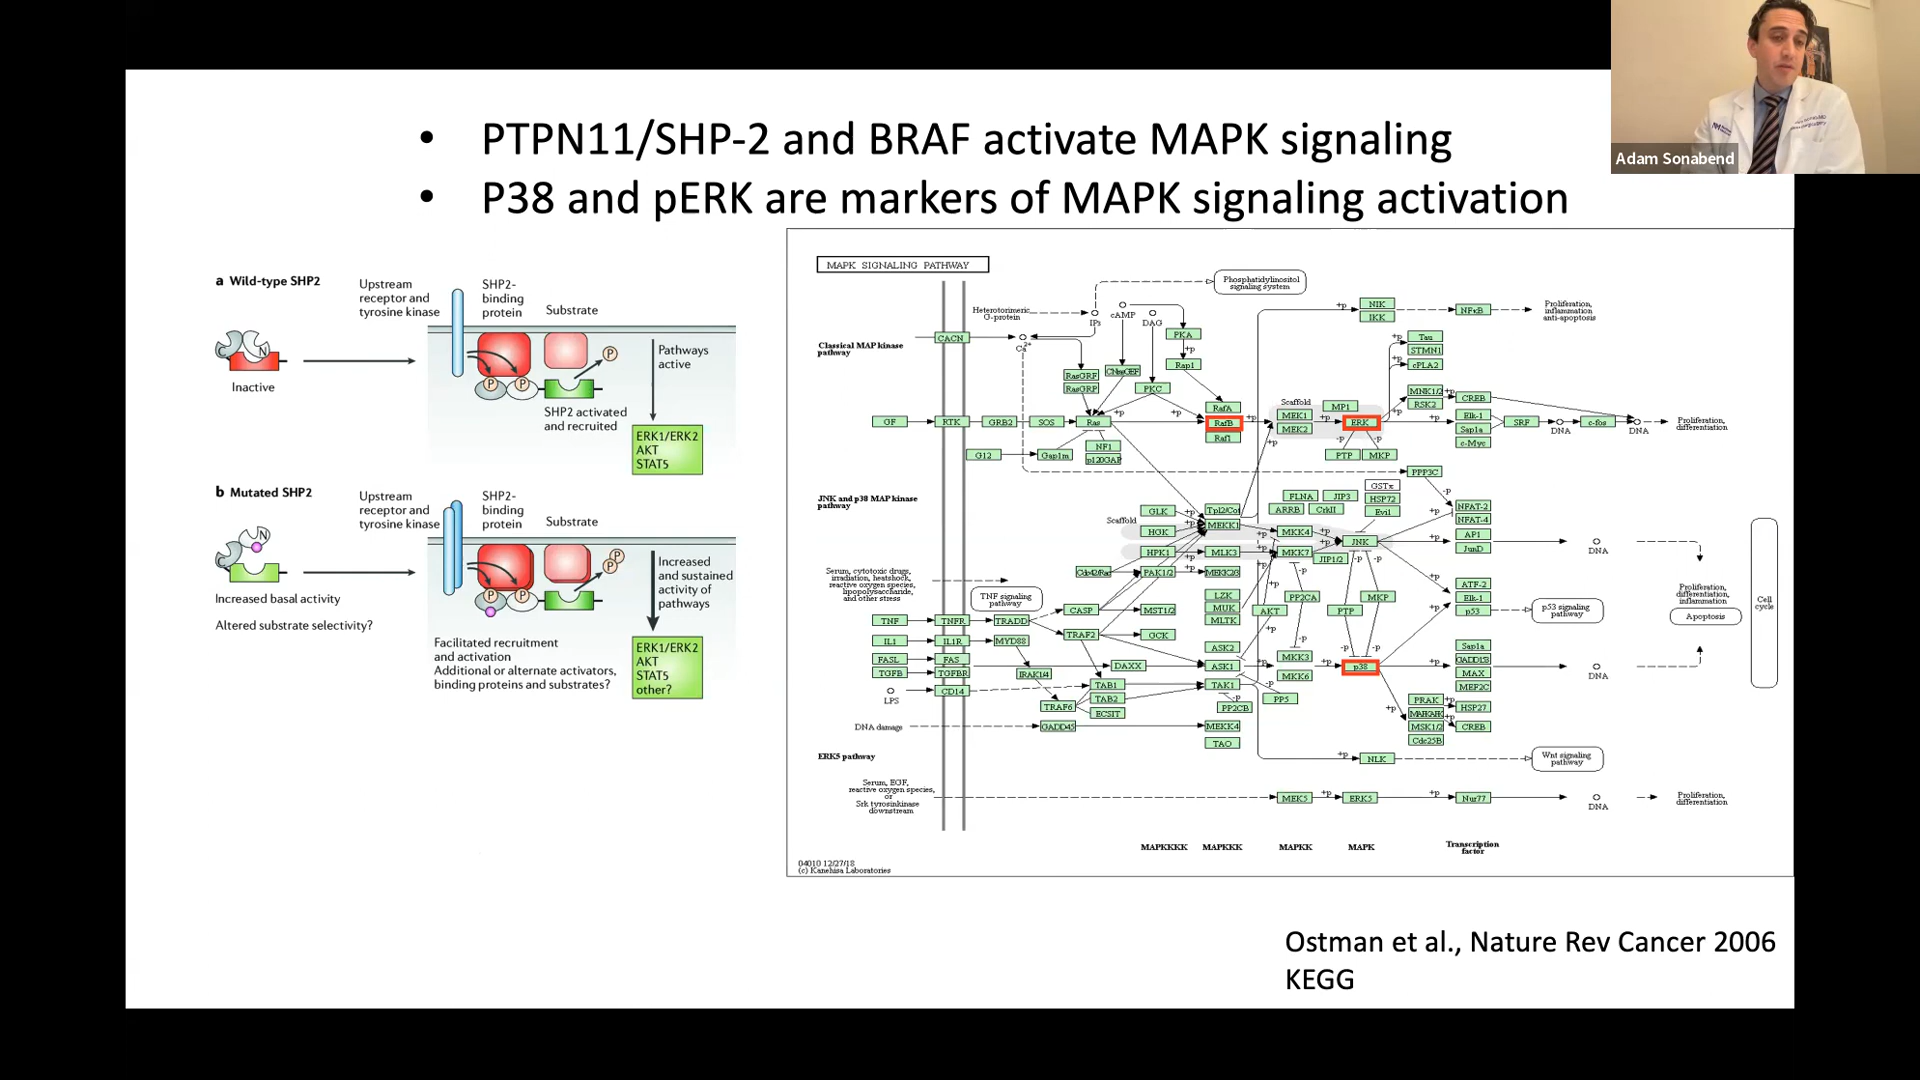 • PTPN11/SHP-2 and BRAF activate MAPK signaling
• P38 and pERK are markers of MAPK signaling activation
Adam Sonabend
a Wild-type SHP2
Upstream
receptor and
tyrosine kinase
SHP2-
binding
protein
Substrate
C
N
Inactive
P
P
P
SHP2 activated
and recruited
Pathways
active
ERK1/ERK2
AKT
STAT5
b Mutated SHP2
Upstream
receptor and
tyrosine kinase
SHP2-
binding
protein
Substrate
C
N
Increased basal activity
Altered substrate selectivity?
P
P
P
P
Facilitated recruitment
and activation
Additional or alternate activators,
binding proteins and substrates?
Increased
and sustained
activity of
pathways
ERK1/ERK2
AKT
STAT5
other?
MAPK SIGNALING PATHWAY
Phosphatidylinositol
signaling system
Heterotorimeric
G-protein
IP3
cAMP
DAG
PKA
+p
Rap1
NIK
IKK
+p
NFκB
Proliferation,
inflammation
anti-apoptosis
Classical MAP kinase
pathway
CACN
Ca2+
RasGRF
RasGRP
CNasGEF
PKC
Tau
STMN1
cPLA2
+p
+p
GF
RTK
GRB2
SOS
Ras
+p
+p
RafA
RafB
Raf1
+p
Scaffold
MEK1
MEK2
MP1
+p
ERK
+p
+p
MNK1/2
RSK2
CREB
Elk-1
Sap1a
c-Myc
SRF
DNA
c-fos
DNA
Proliferation,
differentiation
G12
Gap1m
NF1
p120GAP
+p
-p
-p
PTP
MKP
PPP3C
-p
JNK and p38 MAP kinase
pathway
Scaffold
GLK
HGK
HPK1
+p
+p
+p
Tpl2/Cot
MEKK1
MLK3
MEKK2/3
FLNA
JIP3
ARRB
CrkII
GSTπ
HSP72
Evi1
MKK4
MKK7
+p
+p
JNK
JIP1/2
+p
+p
NFAT-2
NFAT-4
AP1
JunD
DNA
Serum, cytotoxic drugs,
irradiation, heatshock,
reactive oxygen species,
lipopolysaccharide,
and other stress
Cdc42/Rac
PAK1/2
+p
TNF signaling
pathway
CASP
MST1/2
LZK
MUK
MLTK
AKT
PP2CA
-p
-p
PTP
MKP
+p
+p
ATF-2
Elk-1
p53
p53 signaling
pathway
Proliferation,
differentiation,
inflammation
Apoptosis
Cell
cycle
TNF
TNFR
TRADD
IL1
IL1R
MYD88
TRAF2
GCK
FASL
FAS
TGFB
TGFBR
IRAK1/4
DAXX
ASK2
ASK1
+p
MKK3
MKK6
+p
-p
-p
p38
+p
Sap1a
GADD153
MAX
MEF2C
DNA
LPS
CD14
TAB1
TAB2
ECSIT
TRAF6
TAK1
-p
PP2CB
PP5
PRAK
MAPKAPK
MSK1/2
Cdc25B
+p
+p
+p
+p
HSP27
CREB
DNA damage
GADD45
MEKK4
TAO
ERK5 pathway
+p
NLK
Wnt signaling
pathway
Serum, EGF,
reactive oxygen species,
or
Srk tyrosinkinase
downstream
MEK5
+p
ERK5
+p
Nur77
DNA
Proliferation,
differentiation
MAPKKKK
MAPKKK
MAPKK
MAPK
Transcription
factor
04010 12/27/18
(c) Kanehisa Laboratories
Ostman et al., Nature Rev Cancer 2006
KEGG